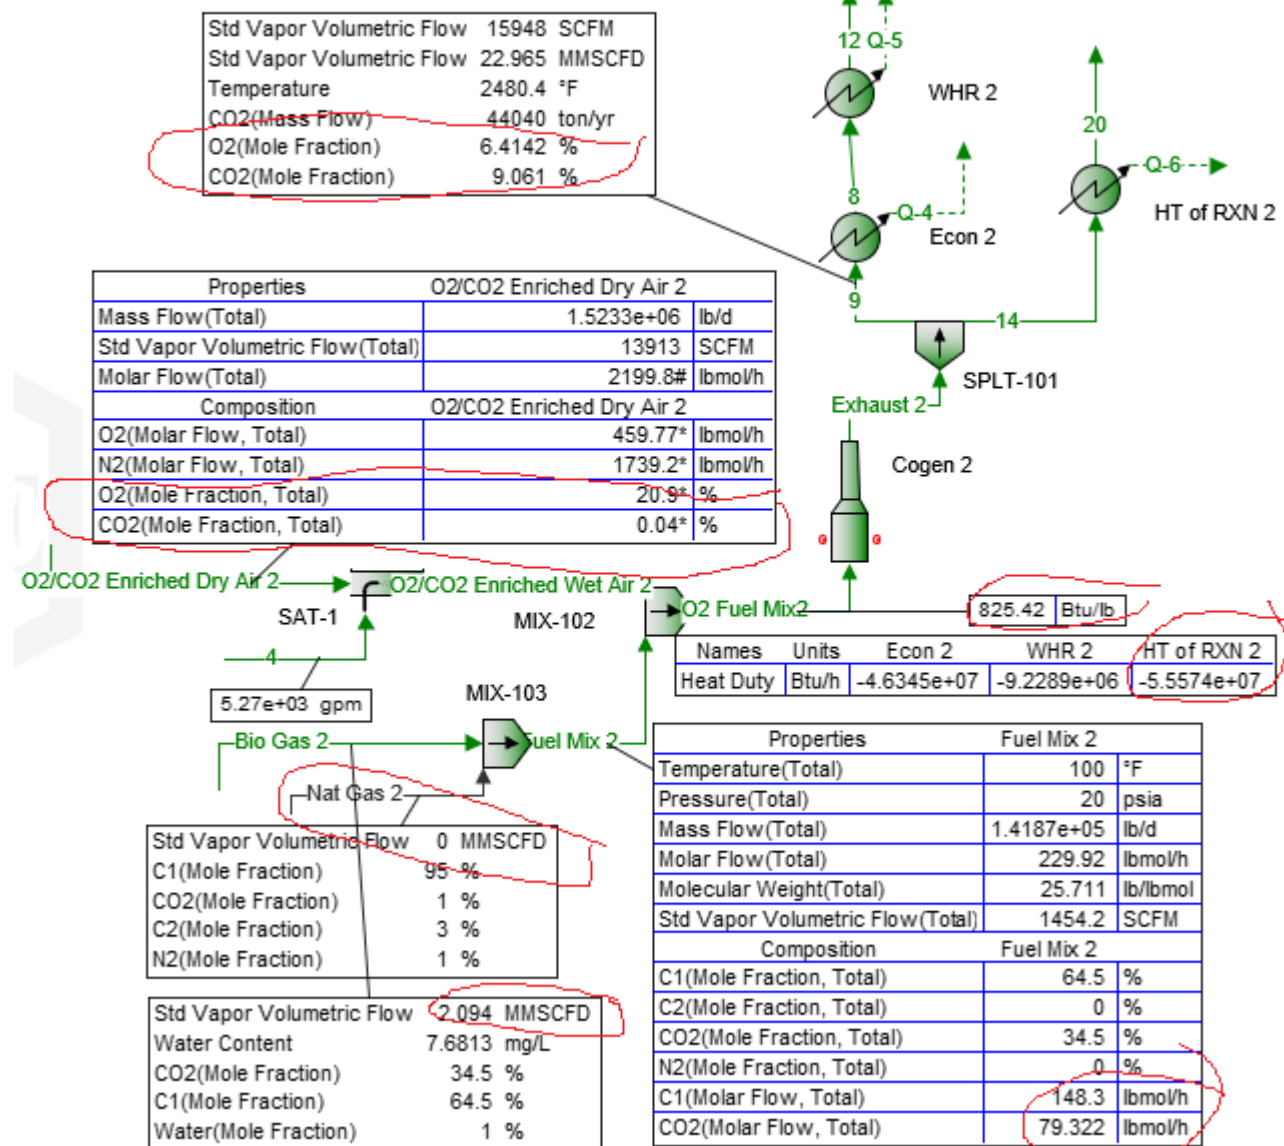 Std Vapor Volumetric Flow 15948 SCFM
Std Vapor Volumetric Flow 22.965 MMSCFD
Temperature 2480.4 °F
CO2(Mass Flow) 44040 ton/yr
O2(Mole Fraction) 6.4142 %
CO2(Mole Fraction) 9.061 %
12 Q-5
WHR 2
20
Q-6
HT of RXN 2
8
Q-4
Econ 2
9
14
SPLT-101
Exhaust 2
Cogen 2
Properties O2/CO2 Enriched Dry Air 2
Mass Flow(Total) 1.5233e+06 lb/d
Std Vapor Volumetric Flow(Total) 13913 SCFM
Molar Flow(Total) 2199.8# lbmol/h
Composition O2/CO2 Enriched Dry Air 2
O2(Molar Flow, Total) 459.77* lbmol/h
N2(Molar Flow, Total) 1739.2* lbmol/h
O2(Mole Fraction, Total) 20.9* %
CO2(Mole Fraction, Total) 0.04* %
O2/CO2 Enriched Dry Air 2
O2/CO2 Enriched Wet Air 2
SAT-1
MIX-102
O2 Fuel Mix2
825.42 Btu/lb
4
5.27e+03 gpm
Names Units Econ 2 WHR 2 HT of RXN 2
Heat Duty Btu/h -4.6345e+07 -9.2289e+06 -5.5574e+07
MIX-103
Bio Gas 2
Fuel Mix 2
Nat Gas 2
Std Vapor Volumetric Flow 0 MMSCFD
C1(Mole Fraction) 95 %
CO2(Mole Fraction) 1 %
C2(Mole Fraction) 3 %
N2(Mole Fraction) 1 %
Std Vapor Volumetric Flow 2.094 MMSCFD
Water Content 7.6813 mg/L
CO2(Mole Fraction) 34.5 %
C1(Mole Fraction) 64.5 %
Water(Mole Fraction) 1 %
Properties Fuel Mix 2
Temperature(Total) 100 °F
Pressure(Total) 20 psia
Mass Flow(Total) 1.4187e+05 lb/d
Molar Flow(Total) 229.92 lbmol/h
Molecular Weight(Total) 25.711 lb/lbmol
Std Vapor Volumetric Flow(Total) 1454.2 SCFM
Composition Fuel Mix 2
C1(Mole Fraction, Total) 64.5 %
C2(Mole Fraction, Total) 0 %
CO2(Mole Fraction, Total) 34.5 %
N2(Mole Fraction, Total) 0 %
C1(Molar Flow, Total) 148.3 lbmol/h
CO2(Molar Flow, Total) 79.322 lbmol/h